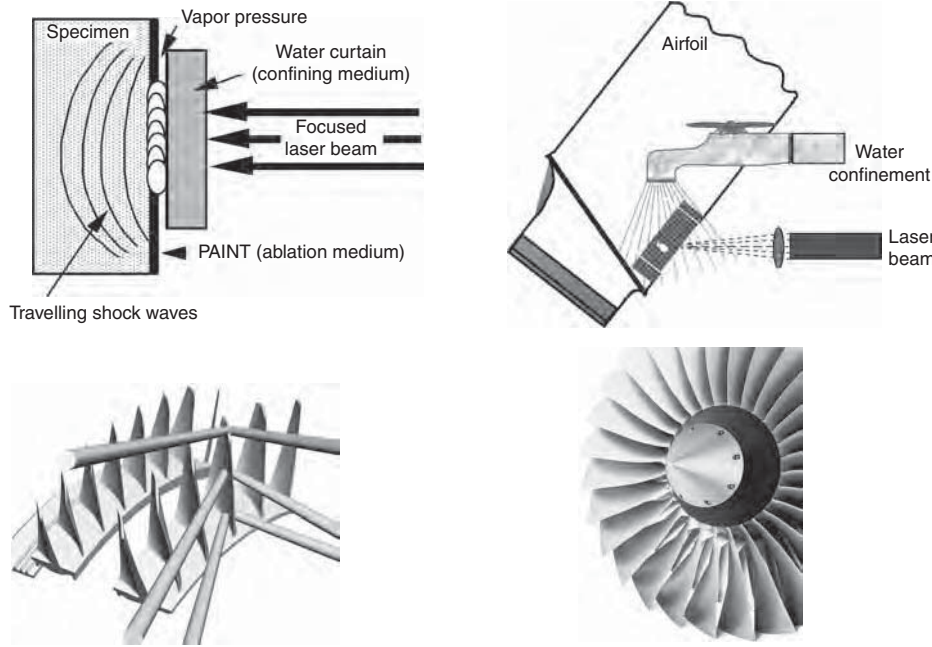 Vapor pressure
Specimen
Water curtain
(confining medium)
Focused
laser beam
PAINT (ablation medium)
Travelling shock waves
Airfoil
Water
confinement
Laser
beam